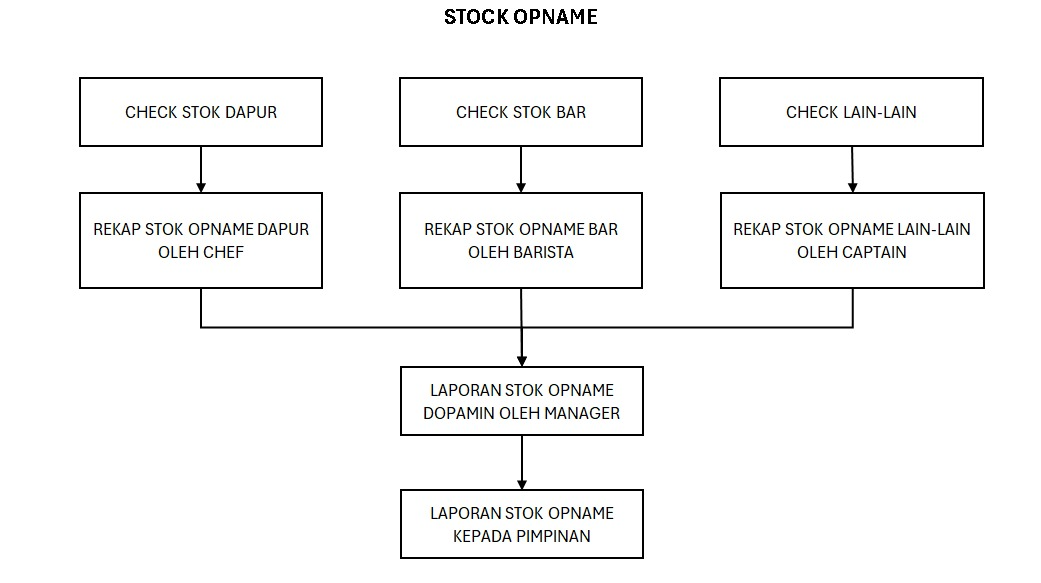 STOCK OPNAME
CHECK STOK DAPUR
CHECK STOK BAR
CHECK LAIN-LAIN
REKAP STOK OPNAME DAPUR
OLEH CHEF
REKAP STOK OPNAME BAR
OLEH BARISTA
REKAP STOK OPNAME LAIN-LAIN
OLEH CAPTAIN
LAPORAN STOK OPNAME
DOPAMIN OLEH MANAGER
LAPORAN STOK OPNAME
KEPADA PIMPINAN